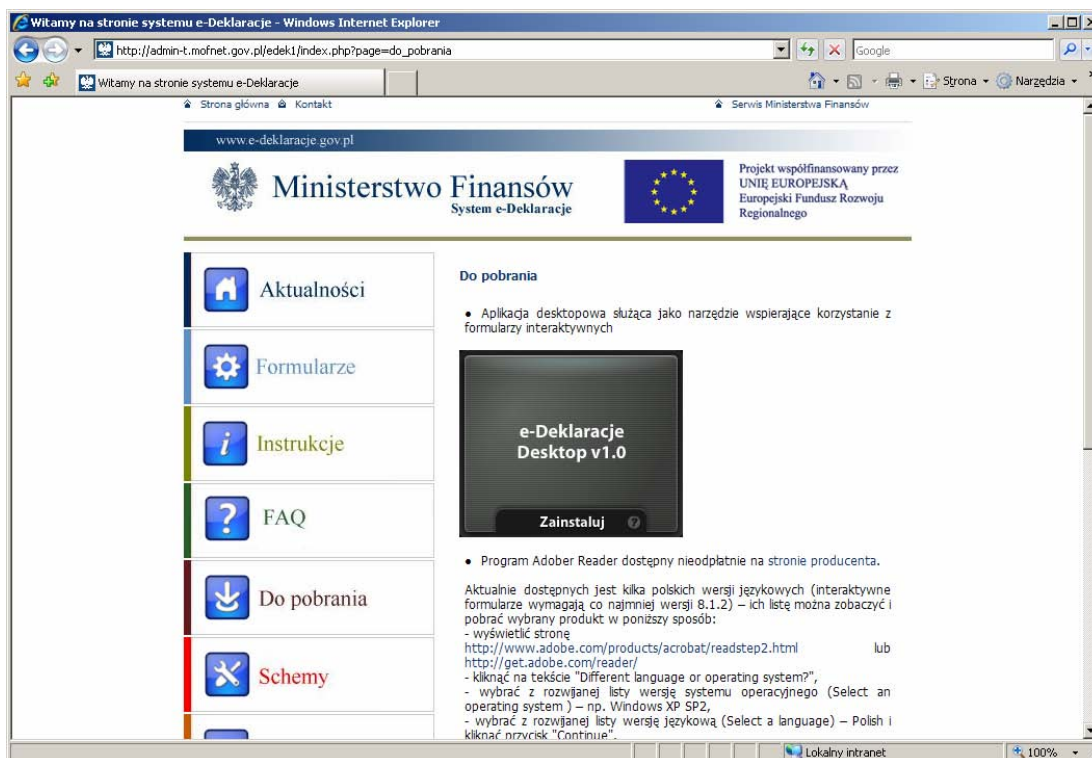 Witamy na stronie systemu e-Deklaracje - Windows Internet Explorer
http://admin-t.mofnet.gov.pl/edek1/index.php?page=do_pobrania
Google
Witamy na stronie systemu e-Deklaracje
Strona
Narzędzia
Strona główna
Kontakt
Serwis Ministerstwa Finansów
www.e-deklaracje.gov.pl
Ministerstwo Finansów
System e-Deklaracje
Projekt współfinansowany przez
UNIĘ EUROPEJSKĄ
Europejski Fundusz Rozwoju
Regionalnego
Aktualności
Formularze
Instrukcje
FAQ
Do pobrania
Schemy
Do pobrania
● Aplikacja desktopowa służąca jako narzędzie wspierające korzystanie z
formularzy interaktywnych
e-Deklaracje
Desktop v1.0
Zainstaluj ?
● Program Adober Reader dostępny nieodpłatnie na stronie producenta.
Aktualnie dostępnych jest kilka polskich wersji językowych (interaktywne
formularze wymagają co najmniej wersji 8.1.2) – ich listę można zobaczyć i
pobrać wybrany produkt w poniższy sposób:
- wyświetlić stronę
http://www.adobe.com/products/acrobat/readstep2.html lub
http://get.adobe.com/reader/
- kliknąć na tekście "Different language or operating system?",
- wybrać z rozwijanej listy wersję systemu operacyjnego (Select an
operating system ) – np. Windows XP SP2,
- wybrać z rozwijanej listy wersję językową (Select a language) – Polish i
kliknąć przycisk "Continue".
Lokalny intranet
100%